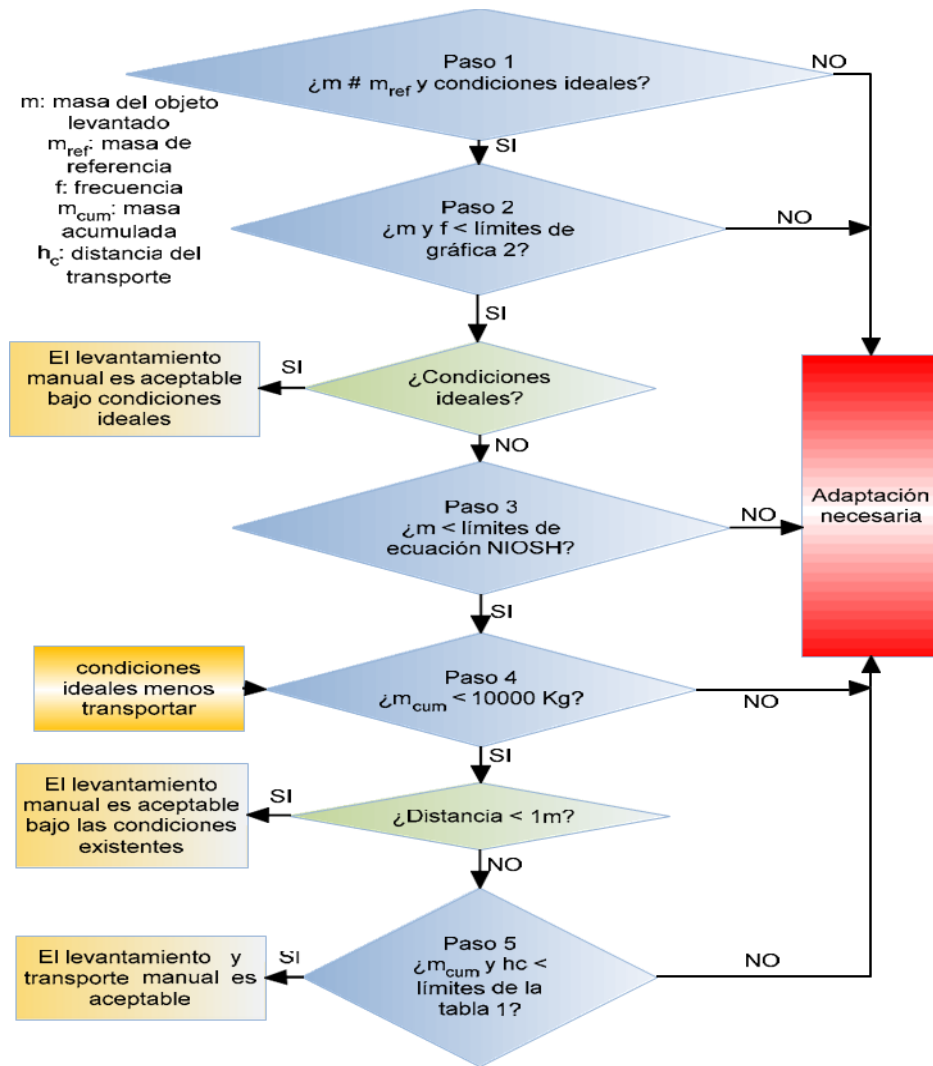 Paso 1
¿m # mref y condiciones ideales?
NO
m: masa del objeto
levantado
mref: masa de
referencia
f: frecuencia
mcum: masa
acumulada
hc: distancia del
transporte
SI
Paso 2
¿m y f < límites de
gráfica 2?
NO
SI
El levantamiento
manual es aceptable
bajo condiciones
ideales
SI
¿Condiciones
ideales?
NO
Paso 3
¿m < límites de
ecuación NIOSH?
NO
Adaptación
necesaria
SI
condiciones
ideales menos
transportar
Paso 4
¿mcum < 10000 Kg?
NO
SI
El levantamiento
manual es aceptable
bajo las condiciones
existentes
SI
¿Distancia < 1m?
NO
El levantamiento y
transporte manual es
aceptable
SI
Paso 5
¿mcum y hc <
límites de la
tabla 1?
NO